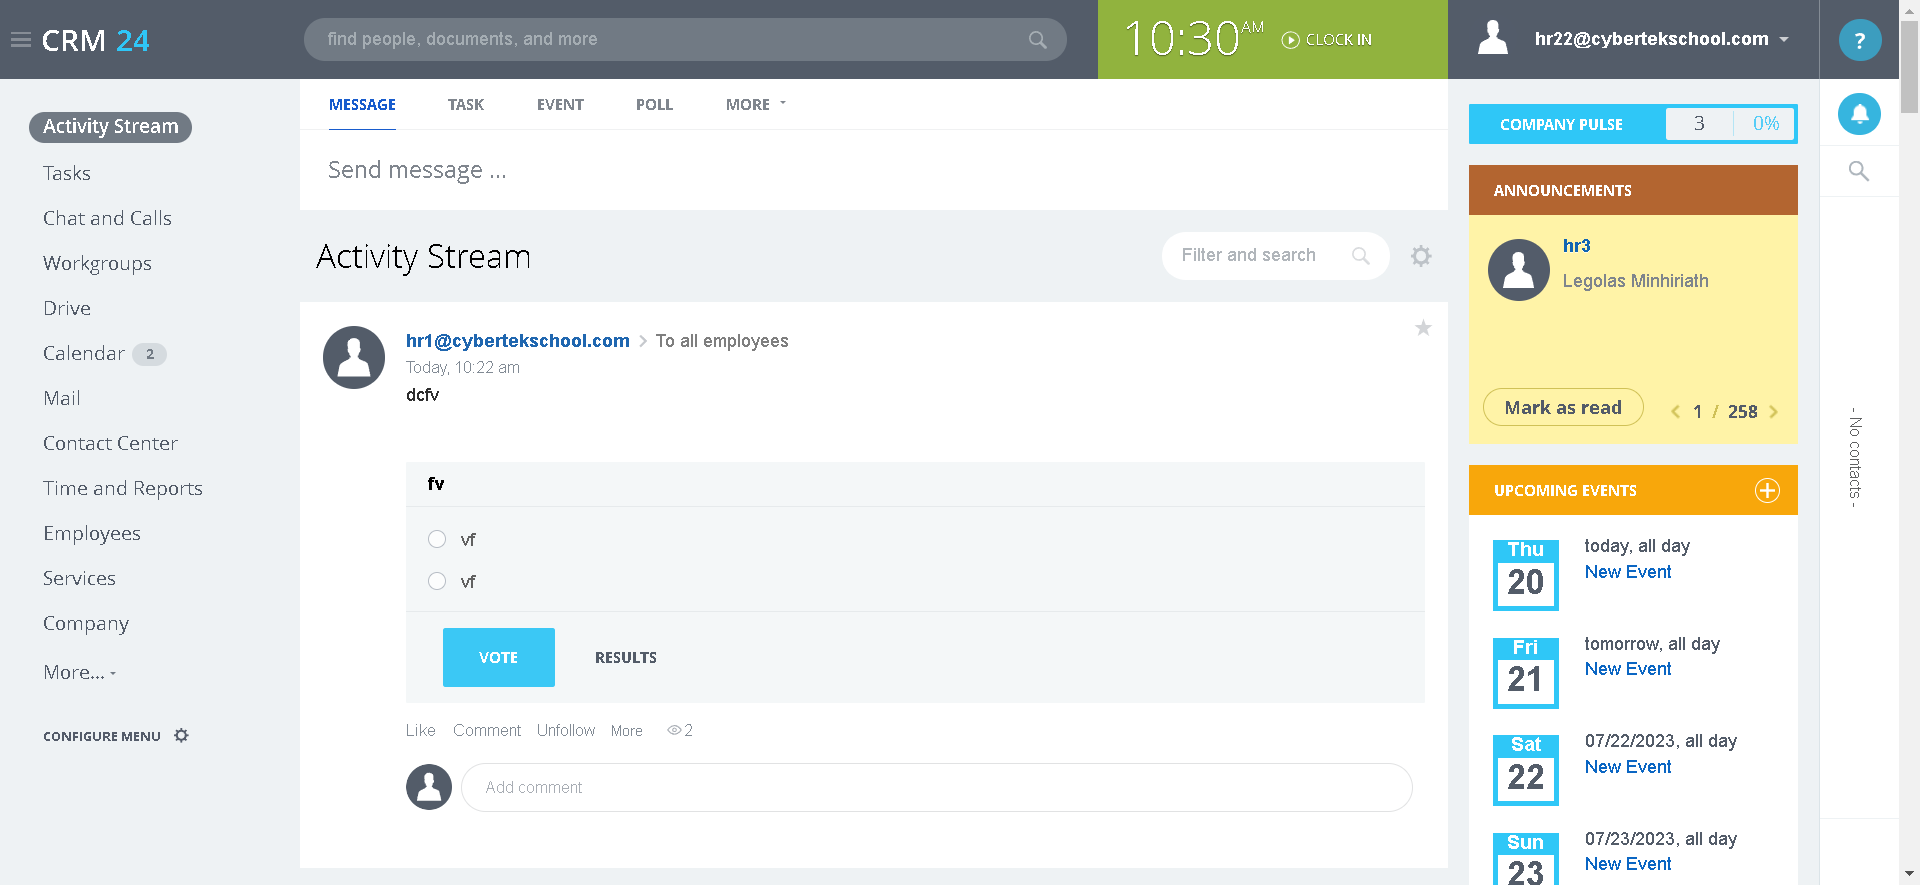 CRM 24
find people, documents, and more
10:30 AM
CLOCK IN
hr22@cybertekschool.com
?
Activity Stream
Tasks
Chat and Calls
Workgroups
Drive
Calendar 2
Mail
Contact Center
Time and Reports
Employees
Services
Company
More...
CONFIGURE MENU
MESSAGE TASK EVENT POLL MORE
Send message ...
Activity Stream
Filter and search
hr1@cybertekschool.com To all employees
Today, 10:22 am
dcfv
fv
vf
vf
VOTE RESULTS
Like Comment Unfollow More 2
Add comment
COMPANY PULSE 3 0%
ANNOUNCEMENTS
hr3
Legolas Minhiriath
Mark as read
1 / 258
UPCOMING EVENTS
Thu
20
today, all day
New Event
Fri
21
tomorrow, all day
New Event
Sat
22
07/22/2023, all day
New Event
Sun
23
07/23/2023, all day
New Event
- No contacts -